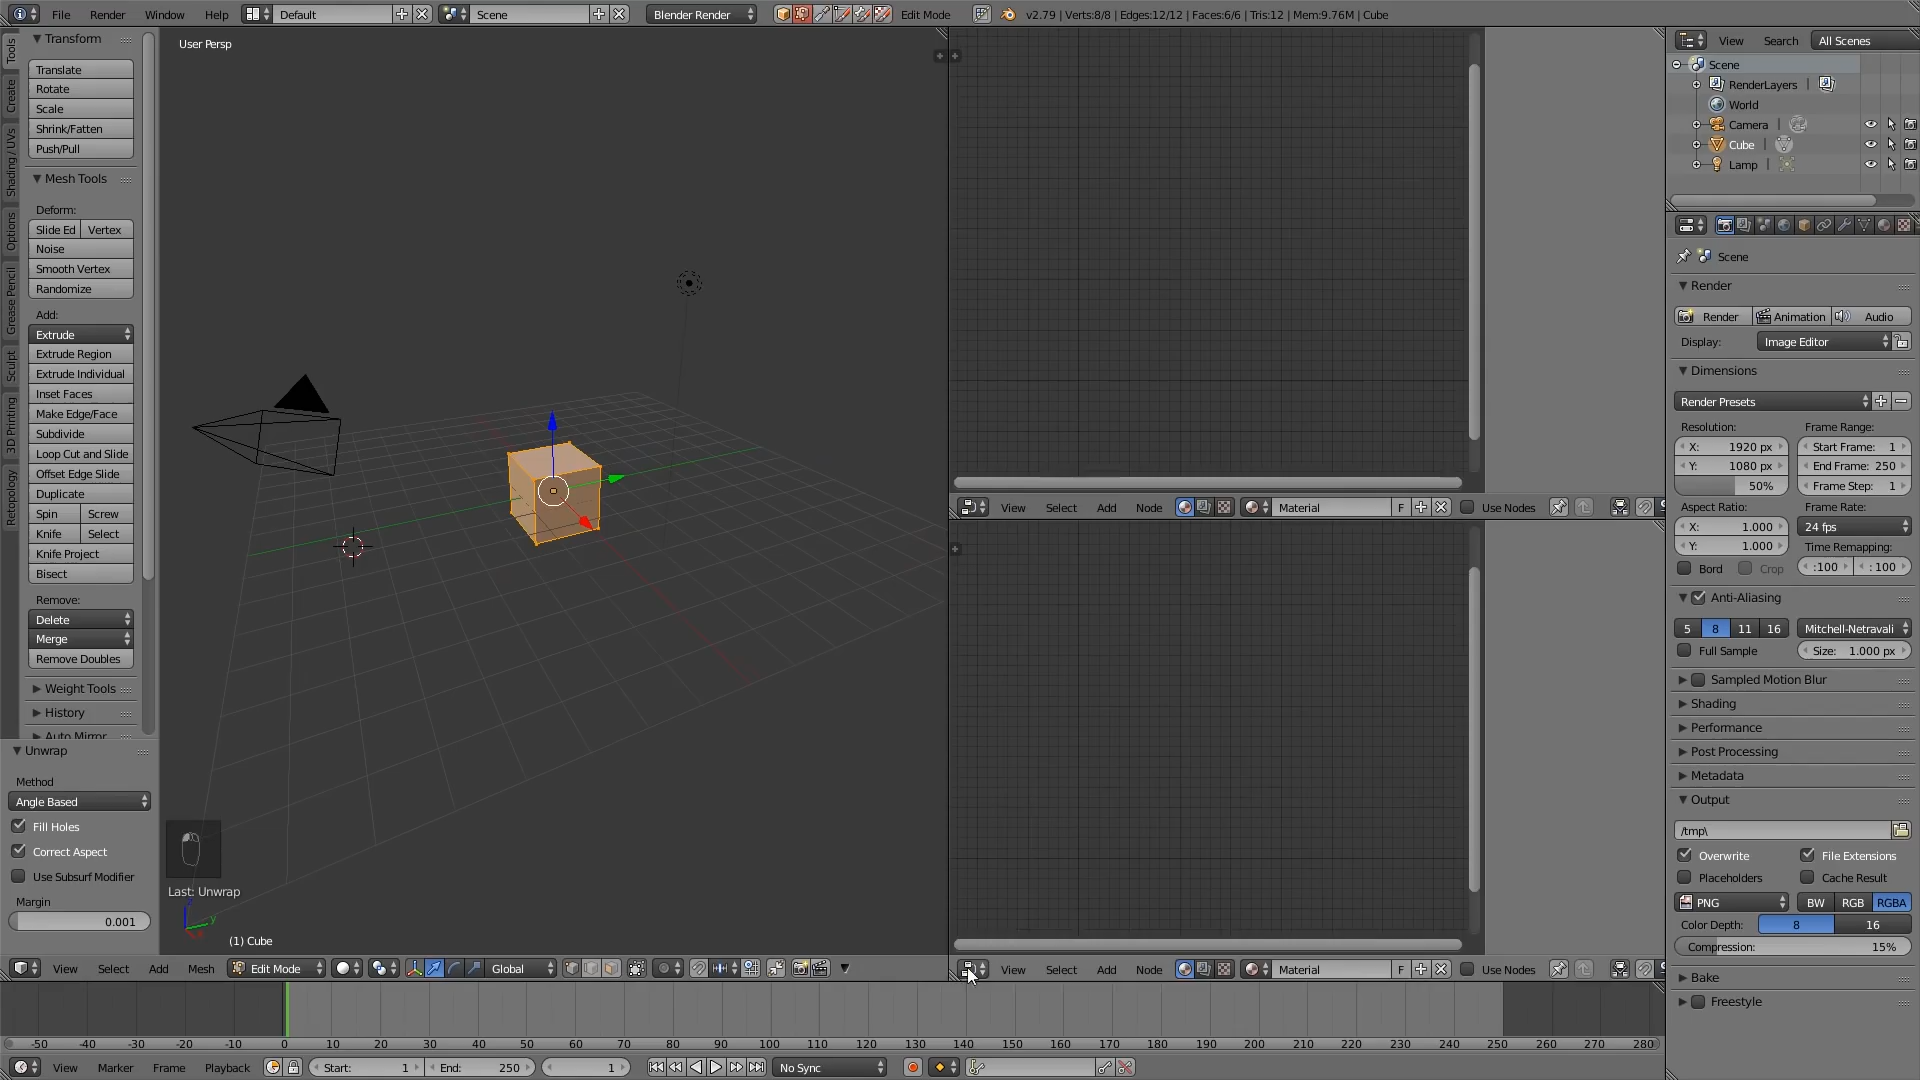 File Render Window Help Default Scene Blender Render Edit Mode v2.79 | Verts:8/8 | Edges:12/12 | Faces:6/6 | Tris:12 | Mem:9.76M | Cube
Tools
Create
Shading / UVs
Options
Grease Pencil
Sculpt
3D Printing
Retopology
Transform
Translate
Rotate
Scale
Shrink/Fatten
Push/Pull
Mesh Tools
Deform:
Slide Ed Vertex
Noise
Smooth Vertex
Randomize
Add:
Extrude
Extrude Region
Extrude Individual
Inset Faces
Make Edge/Face
Subdivide
Loop Cut and Slide
Offset Edge Slide
Duplicate
Spin Screw
Knife Select
Knife Project
Bisect
Remove:
Delete
Merge
Remove Doubles
Weight Tools
History
Auto Mirror
Unwrap
Method
Angle Based
Fill Holes
Correct Aspect
Use Subsurf Modifier
Margin
0.001
User Persp
Last: Unwrap
z
y
(1) Cube
View Select Add Mesh Edit Mode Global
View Select Add Node Material F Use Nodes
View Select Add Node Material F Use Nodes
View Search All Scenes
Scene
RenderLayers |
World
Camera |
Cube |
Lamp |
Scene
Render
Render Animation Audio
Display: Image Editor
Dimensions
Render Presets
Resolution: Frame Range:
X: 1920 px Start Frame: 1
Y: 1080 px End Frame: 250
50% Frame Step: 1
Aspect Ratio: Frame Rate:
X: 1.000 24 fps
Y: 1.000 Time Remapping:
Bord Crop :100 : 100
Anti-Aliasing
5 8 11 16 Mitchell-Netravali
Full Sample Size: 1.000 px
Sampled Motion Blur
Shading
Performance
Post Processing
Metadata
Output
/tmp\
Overwrite File Extensions
Placeholders Cache Result
PNG BW RGB RGBA
Color Depth: 8 16
Compression: 15%
Bake
Freestyle
-50 -40 -30 -20 -10 0 10 20 30 40 50 60 70 80 90 100 110 120 130 140 150 160 170 180 190 200 210 220 230 240 250 260 270 280
View Marker Frame Playback Start: 1 End: 250 1 No Sync